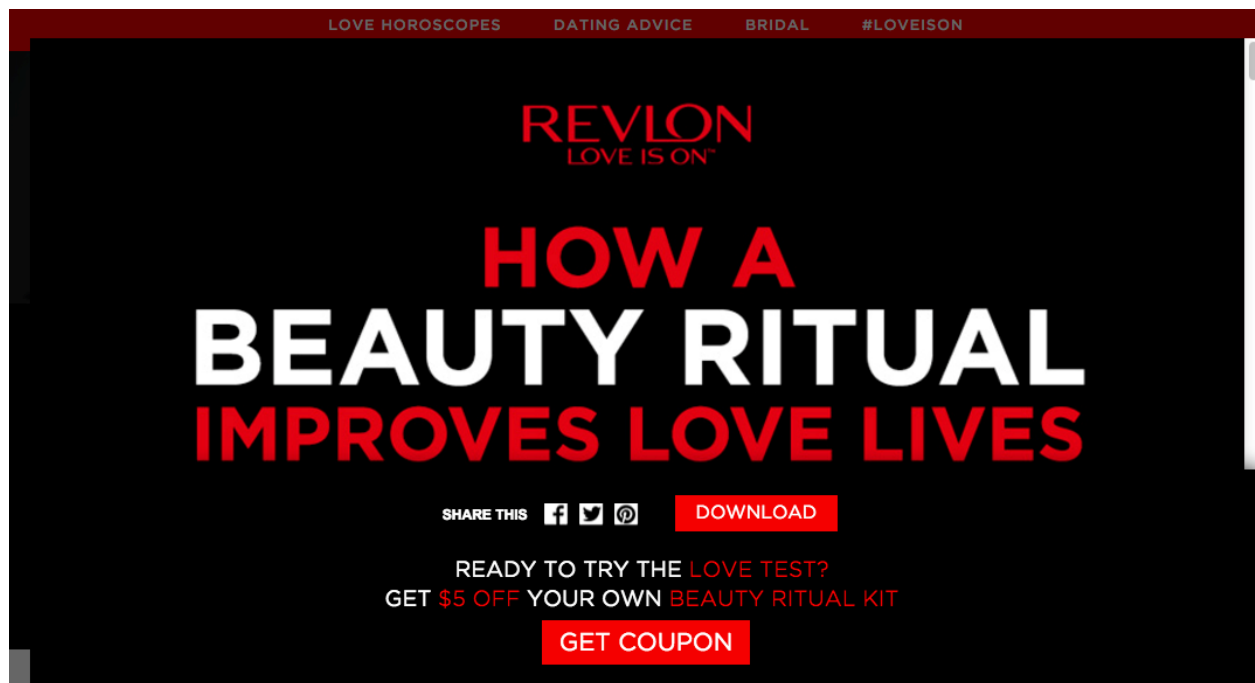 LOVE HOROSCOPES DATING ADVICE BRIDAL #LOVEISON
REVLON
LOVE IS ON™
HOW A
BEAUTY RITUAL
IMPROVES LOVE LIVES
SHARE THIS DOWNLOAD
READY TO TRY THE LOVE TEST?
GET $5 OFF YOUR OWN BEAUTY RITUAL KIT
GET COUPON